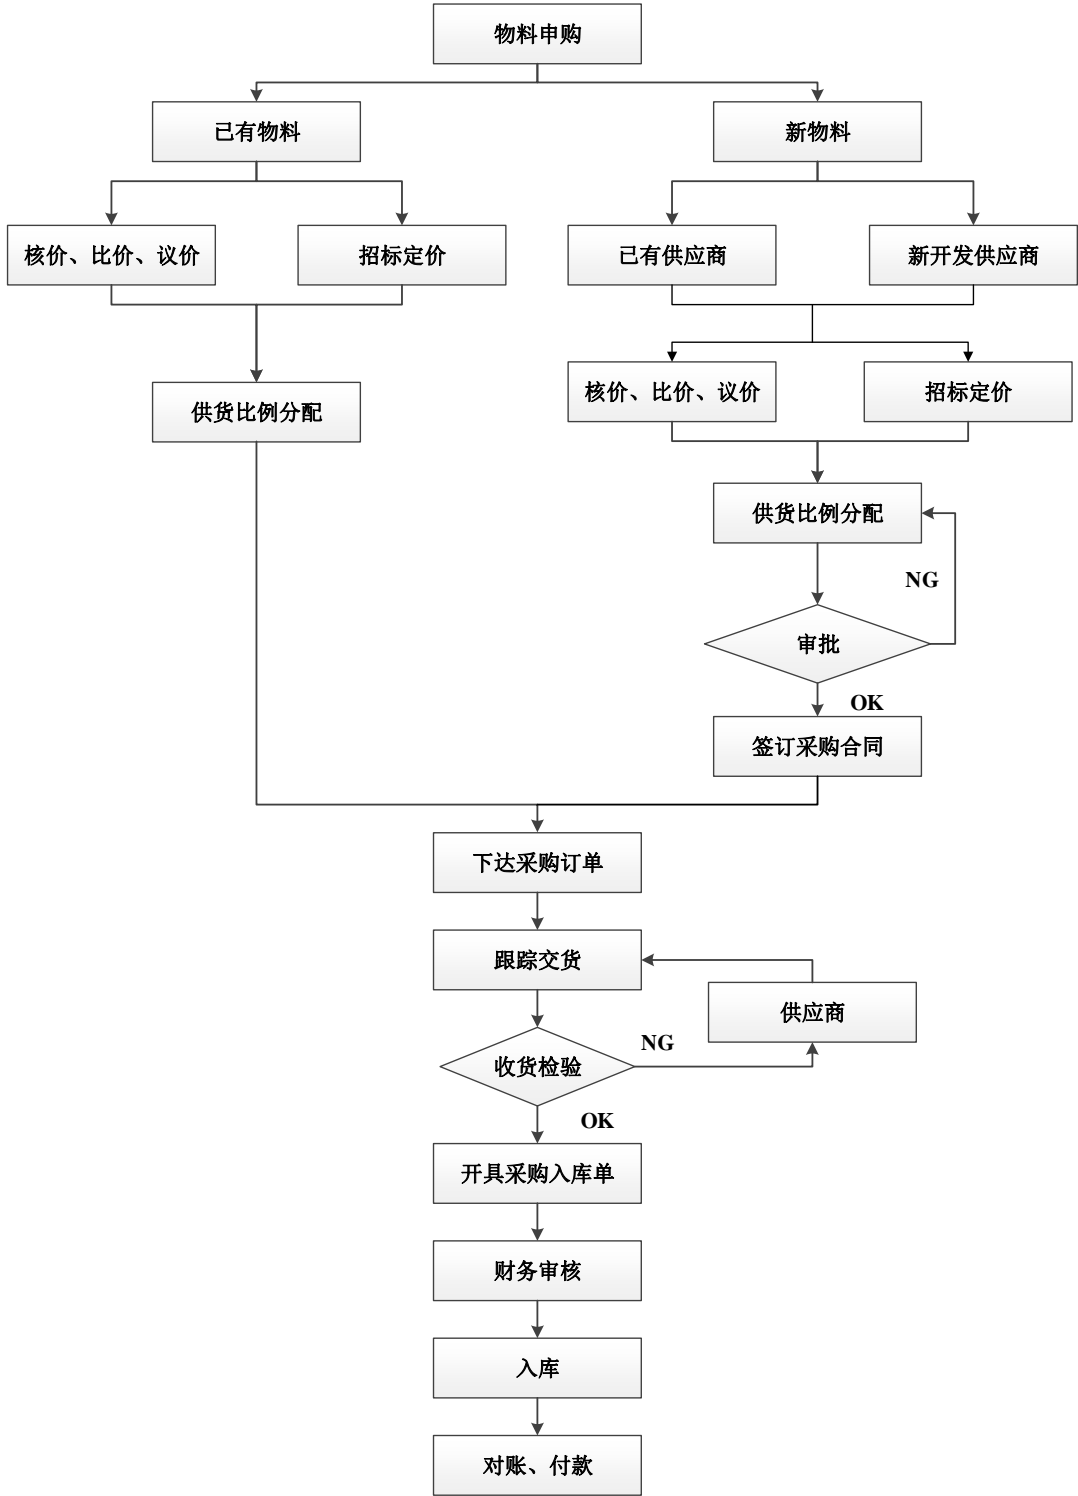 物料申购
已有物料
新物料
核价、比价、议价
招标定价
已有供应商
新开发供应商
核价、比价、议价
招标定价
供货比例分配
供货比例分配
NG
审批
OK
签订采购合同
下达采购订单
跟踪交货
供应商
NG
收货检验
OK
开具采购入库单
财务审核
入库
对账、付款